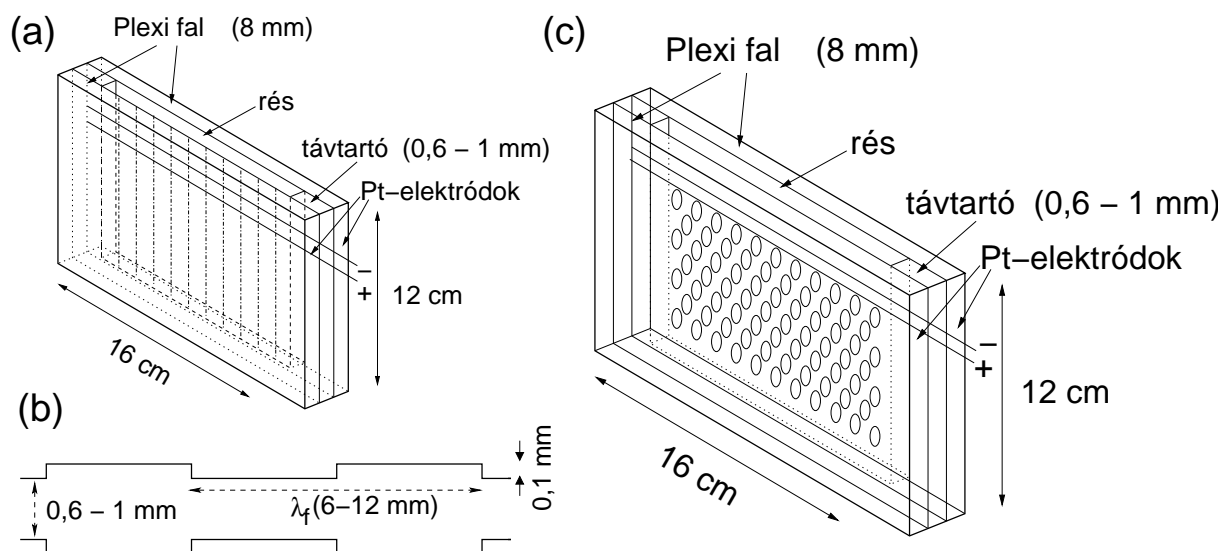 (a)
Plexi fal (8 mm)
rés
távtartó (0,6 – 1 mm)
Pt–elektródok
–
+
12 cm
16 cm
(b)
0,6 – 1 mm
λf(6–12 mm)
0,1 mm
(c)
Plexi fal (8 mm)
rés
távtartó (0,6 – 1 mm)
Pt–elektródok
–
+
12 cm
16 cm